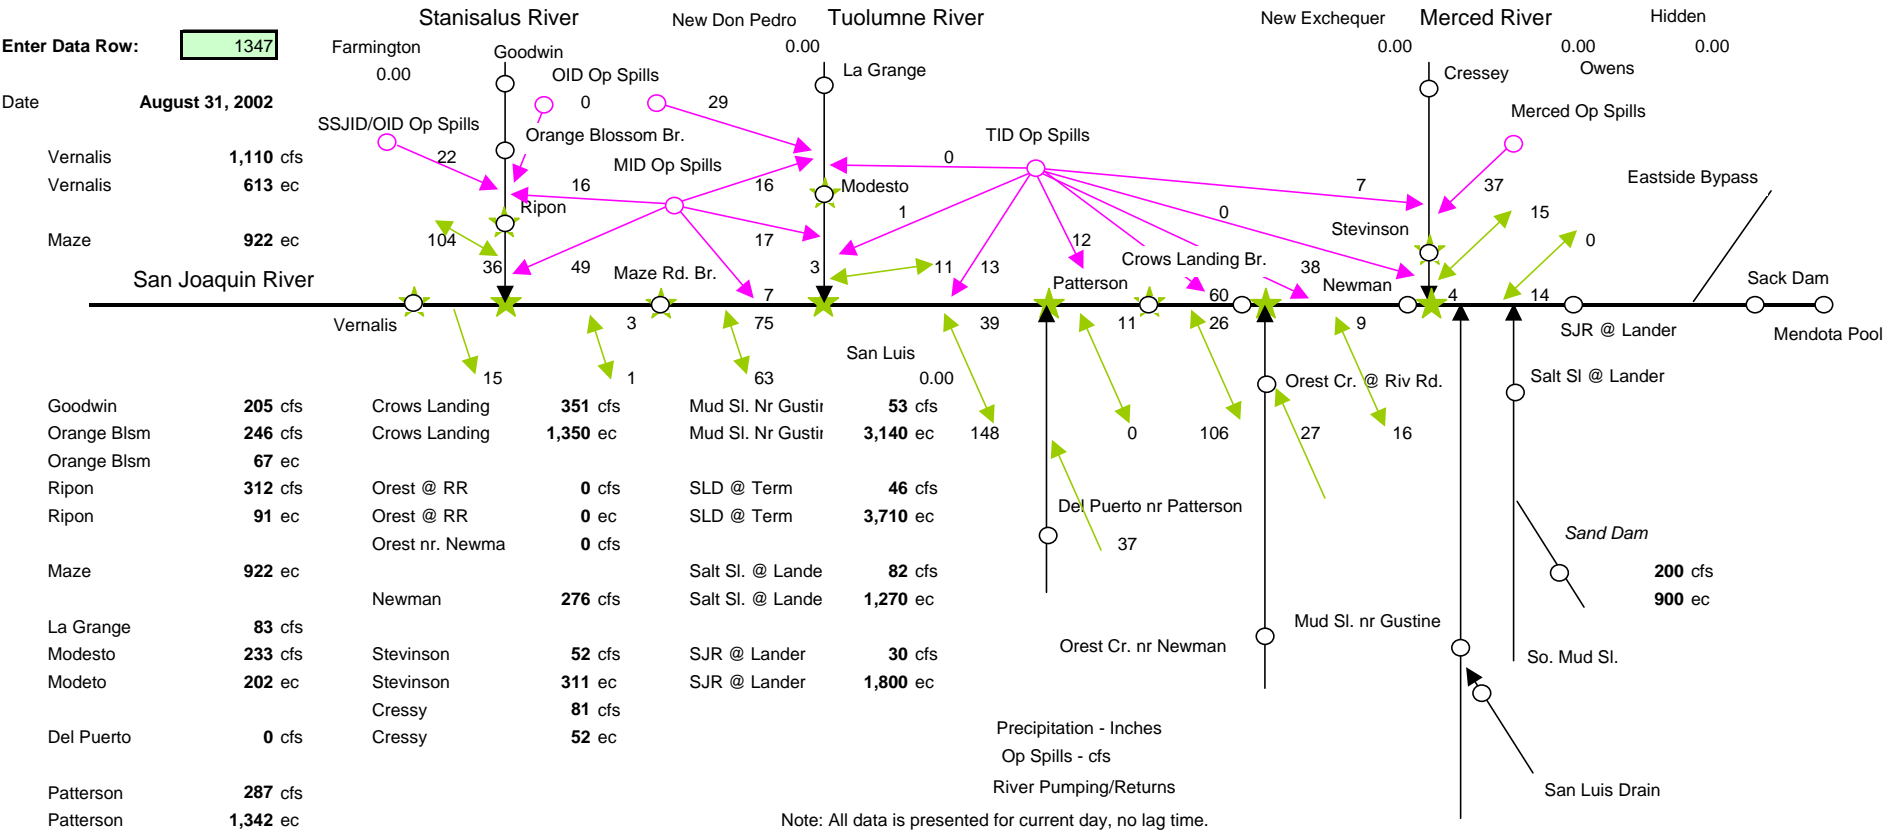 Stanisalus River New Don Pedro Tuolumne River New Exchequer Merced River Hidden
Enter Data Row: 1347 Farmington Goodwin 0.00 0.00 0.00 0.00
0.00 OID Op Spills La Grange Cressey Owens
Date August 31, 2002 0 29 Merced Op Spills
SSJID/OID Op Spills Orange Blossom Br. TID Op Spills
Vernalis 1,110 cfs 22 MID Op Spills 0
Vernalis 613 ec 16 16 Modesto 7 37 Eastside Bypass
Ripon 1 0 15
Maze 922 ec 104 17 12 Stevinson 0
36 49 Maze Rd. Br. 3 11 13 Crows Landing Br. 38
San Joaquin River Patterson Newman Sack Dam
7 60 4 14
Vernalis 3 75 39 11 26 9 SJR @ Lander Mendota Pool
San Luis
15 1 63 0.00 Orest Cr. @ Riv Rd. Salt Sl @ Lander
Goodwin 205 cfs Crows Landing 351 cfs Mud Sl. Nr Gustin 53 cfs
Orange Blsm 246 cfs Crows Landing 1,350 ec Mud Sl. Nr Gustin 3,140 ec 148 0 106 27 16
Orange Blsm 67 ec
Ripon 312 cfs Orest @ RR 0 cfs SLD @ Term 46 cfs
Ripon 91 ec Orest @ RR 0 ec SLD @ Term 3,710 ec Del Puerto nr Patterson
Orest nr. Newma 0 cfs 37 Sand Dam
Maze 922 ec Salt Sl. @ Lande 82 cfs 200 cfs
Newman 276 cfs Salt Sl. @ Lande 1,270 ec 900 ec
La Grange 83 cfs Mud Sl. nr Gustine
Modesto 233 cfs Stevinson 52 cfs SJR @ Lander 30 cfs Orest Cr. nr Newman So. Mud Sl.
Modeto 202 ec Stevinson 311 ec SJR @ Lander 1,800 ec
Cressy 81 cfs
Del Puerto 0 cfs Cressy 52 ec Precipitation - Inches
Op Spills - cfs
Patterson 287 cfs River Pumping/Returns San Luis Drain
Patterson 1,342 ec Note: All data is presented for current day, no lag time.